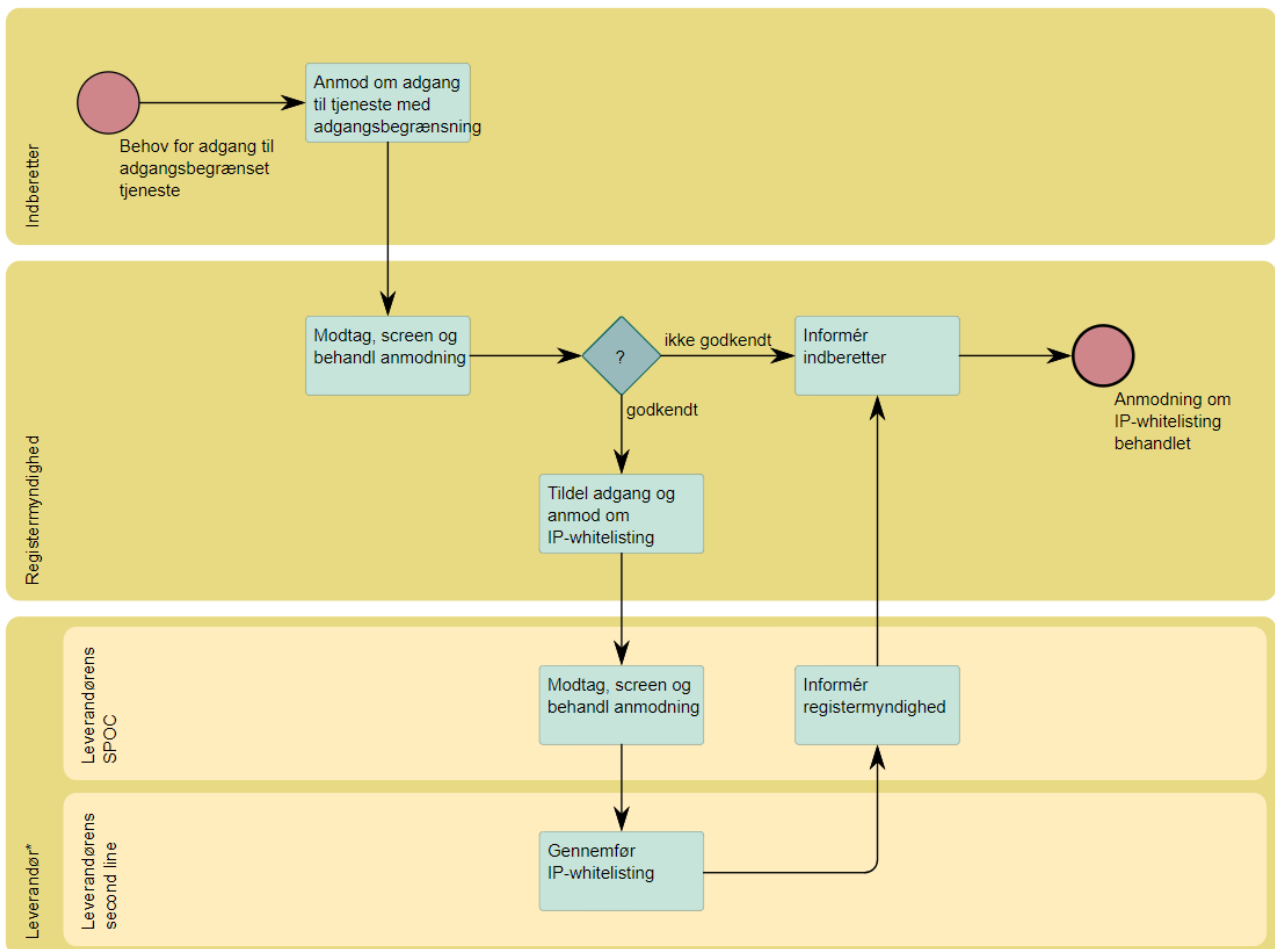 Indberetter
Behov for adgang til
adgangsbegrænset
tjeneste
Anmod om adgang
til tjeneste med
adgangsbegrænsning
Registermyndighed
Modtag, screen og
behandl anmodning
?
ikke godkendt
godkendt
Informér
indberetter
Anmodning om
IP-whitelisting
behandlet
Tildel adgang og
anmod om
IP-whitelisting
Leverandør*
Leverandørens
SPOC
Modtag, screen og
behandl anmodning
Informér
registermyndighed
Leverandørens
second line
Gennemfør
IP-whitelisting